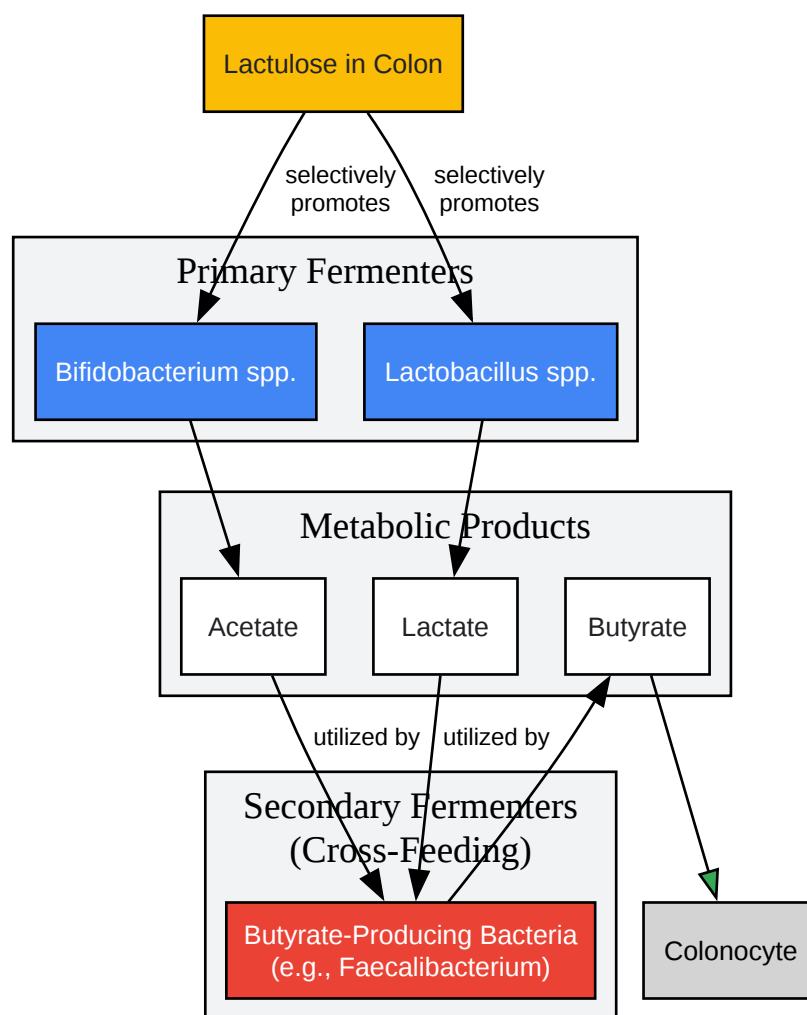 Lactulose in Colon
selectively
promotes
selectively
promotes
Primary Fermenters
Bifidobacterium spp.
Lactobacillus spp.
Metabolic Products
Acetate
Lactate
Butyrate
utilized by
utilized by
Secondary Fermenters
(Cross-Feeding)
Butyrate-Producing Bacteria
(e.g., Faecalibacterium)
Colonocyte